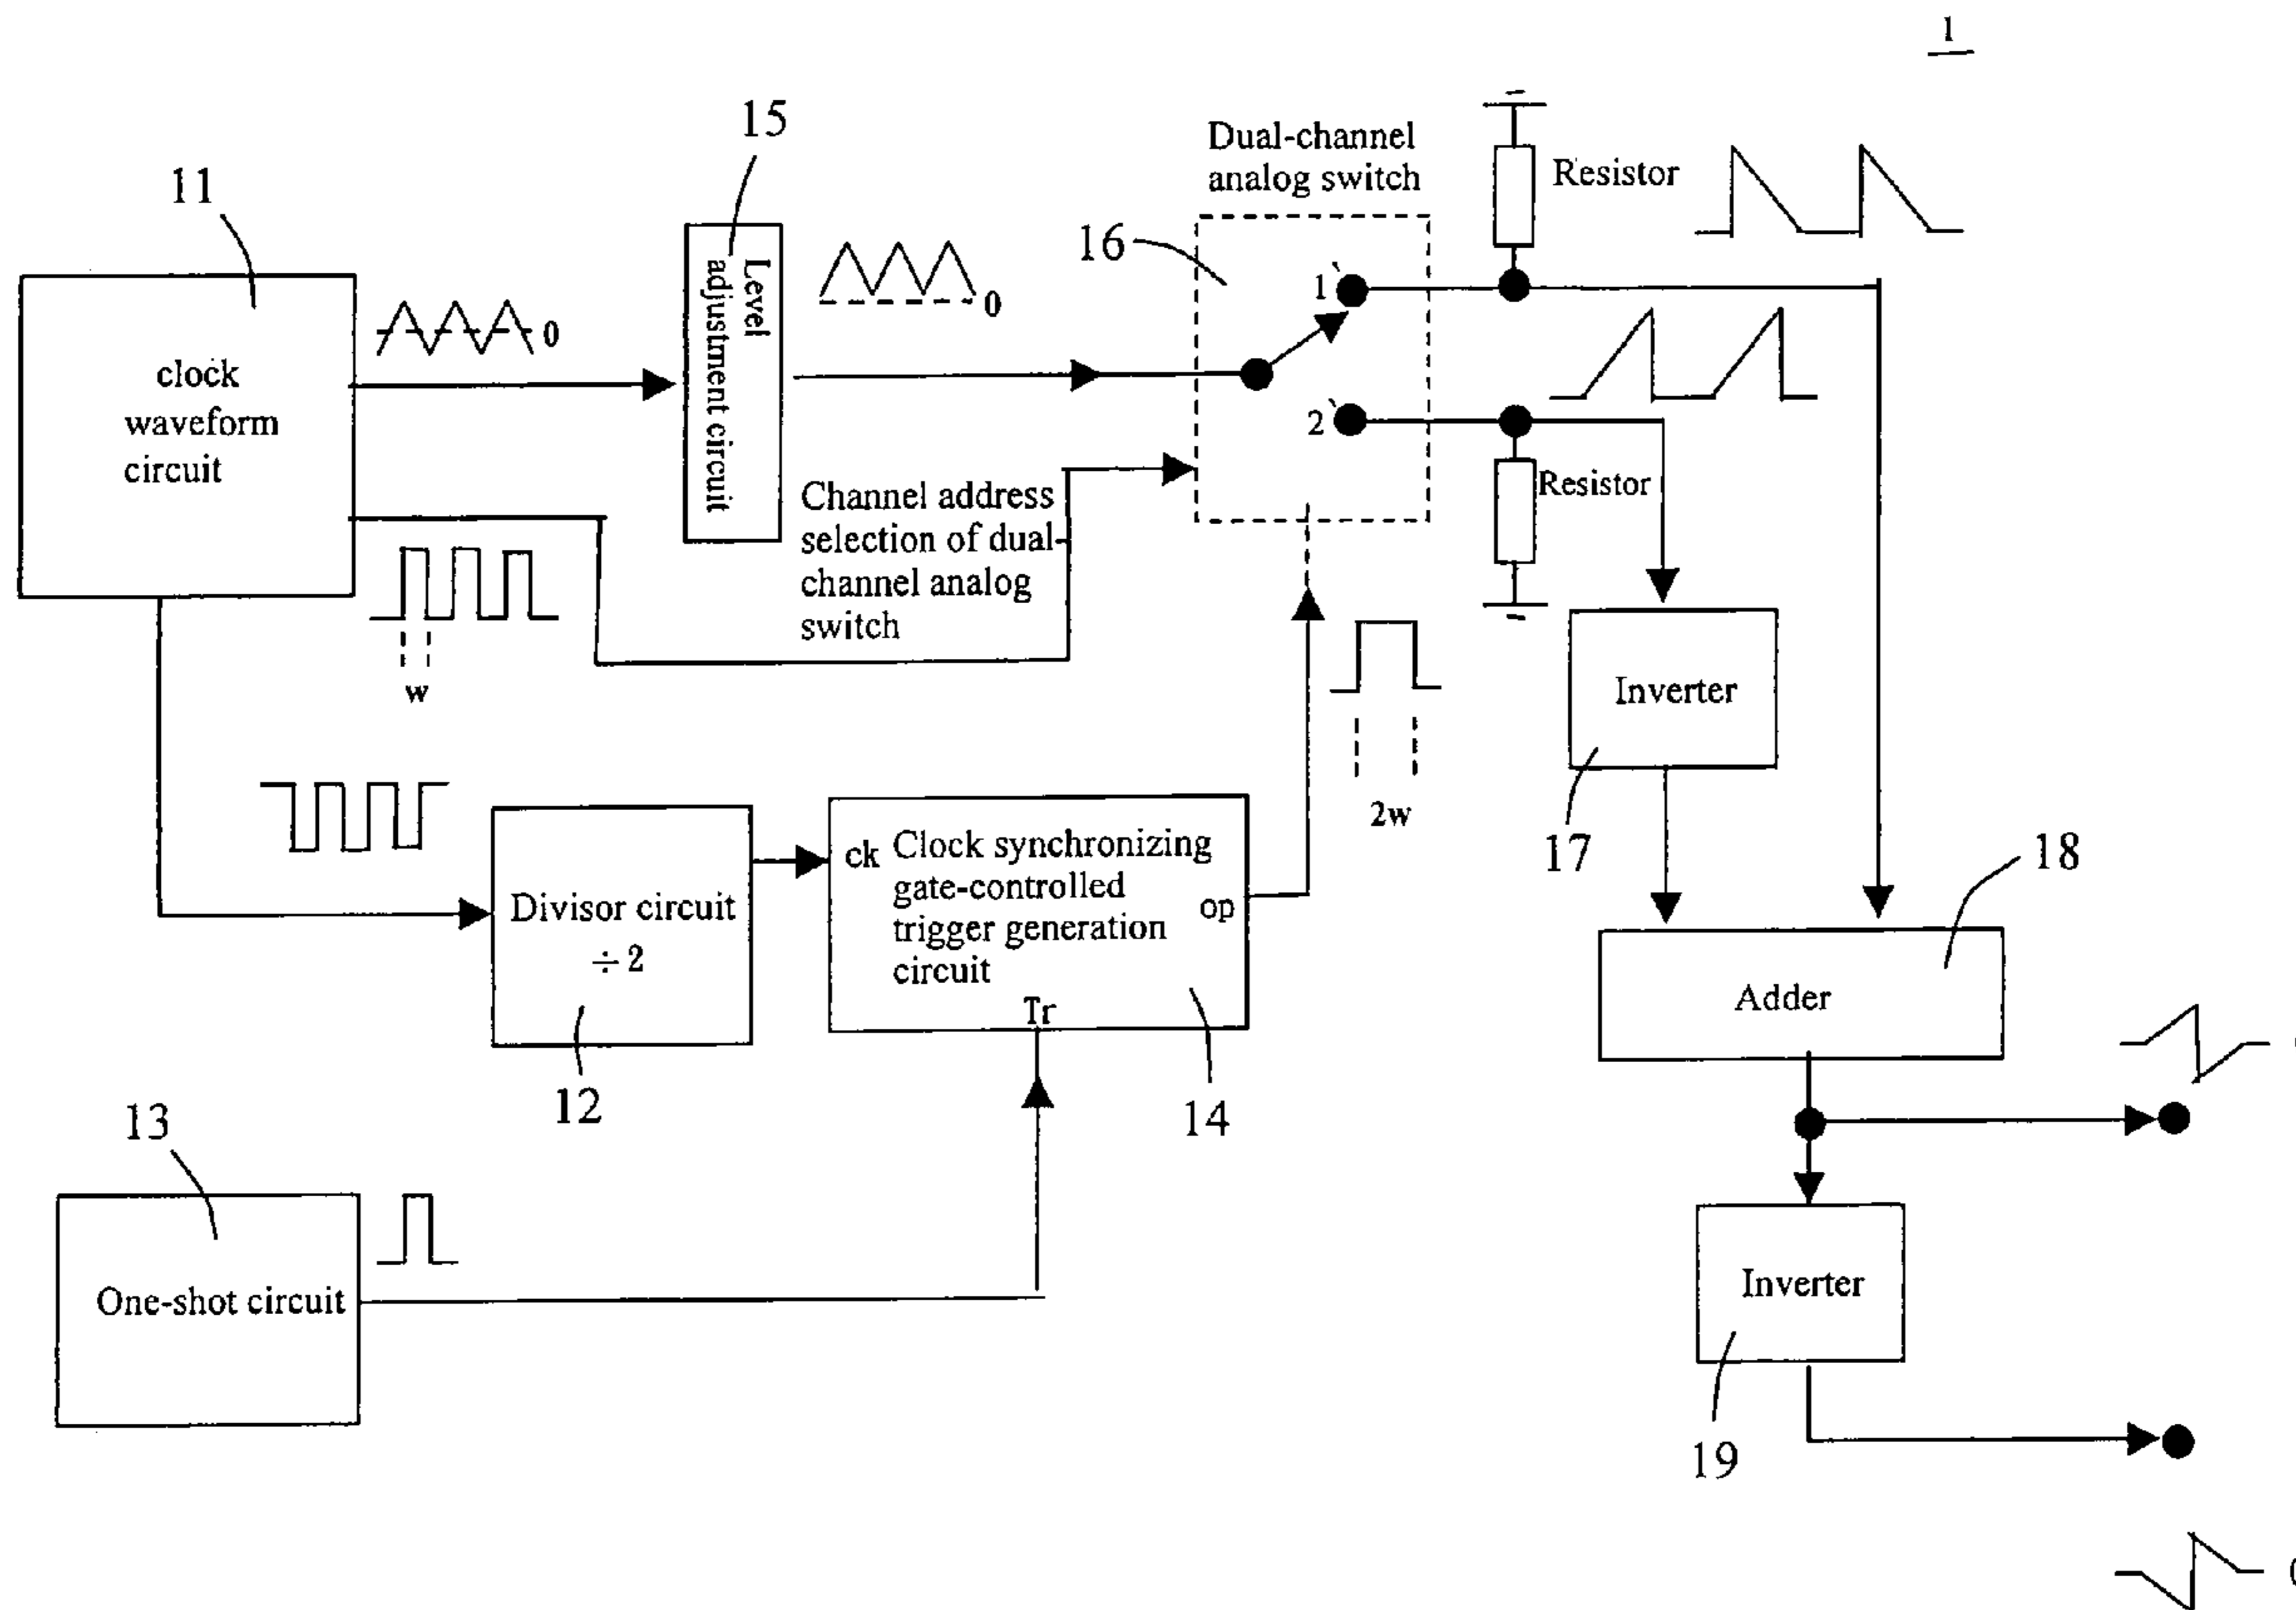 1
15
Dual-channel
analog switch
Resistor
11
16
Level
adjustment circuit
0
0
1`
clock
waveform
circuit
2`
Resistor
Channel address
selection of dual-
channel analog
switch
w
Inverter
2w
17
18
ck
Clock synchronizing
gate-controlled
trigger generation
circuit
op
Tr
Divisor circuit
÷2
Adder
12
14
13
One-shot circuit
Inverter
19